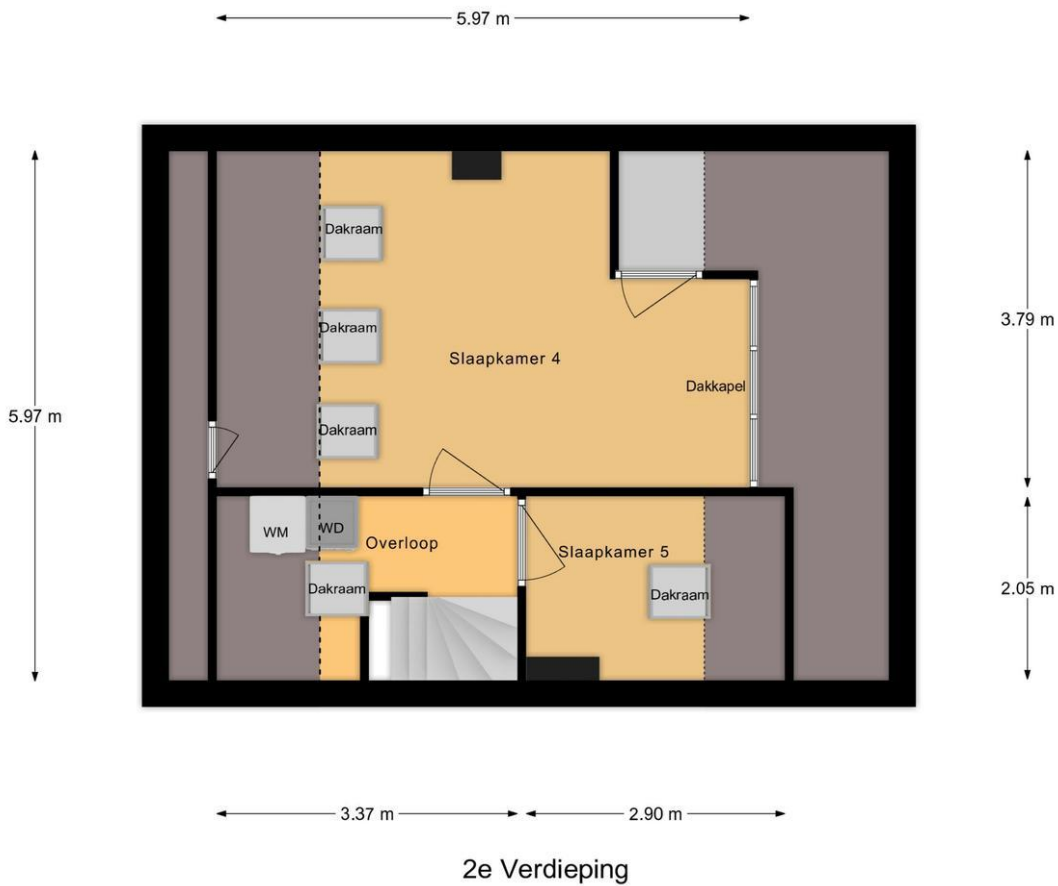 5.97 m
Dakraam
3.79 m
Dakraam
Slaapkamer 4
Dakkapel
5.97 m
Dakraam
WM
WD
Overloop
Slaapkamer 5
Dakraam
Dakraam
2.05 m
3.37 m
2.90 m
2e Verdieping